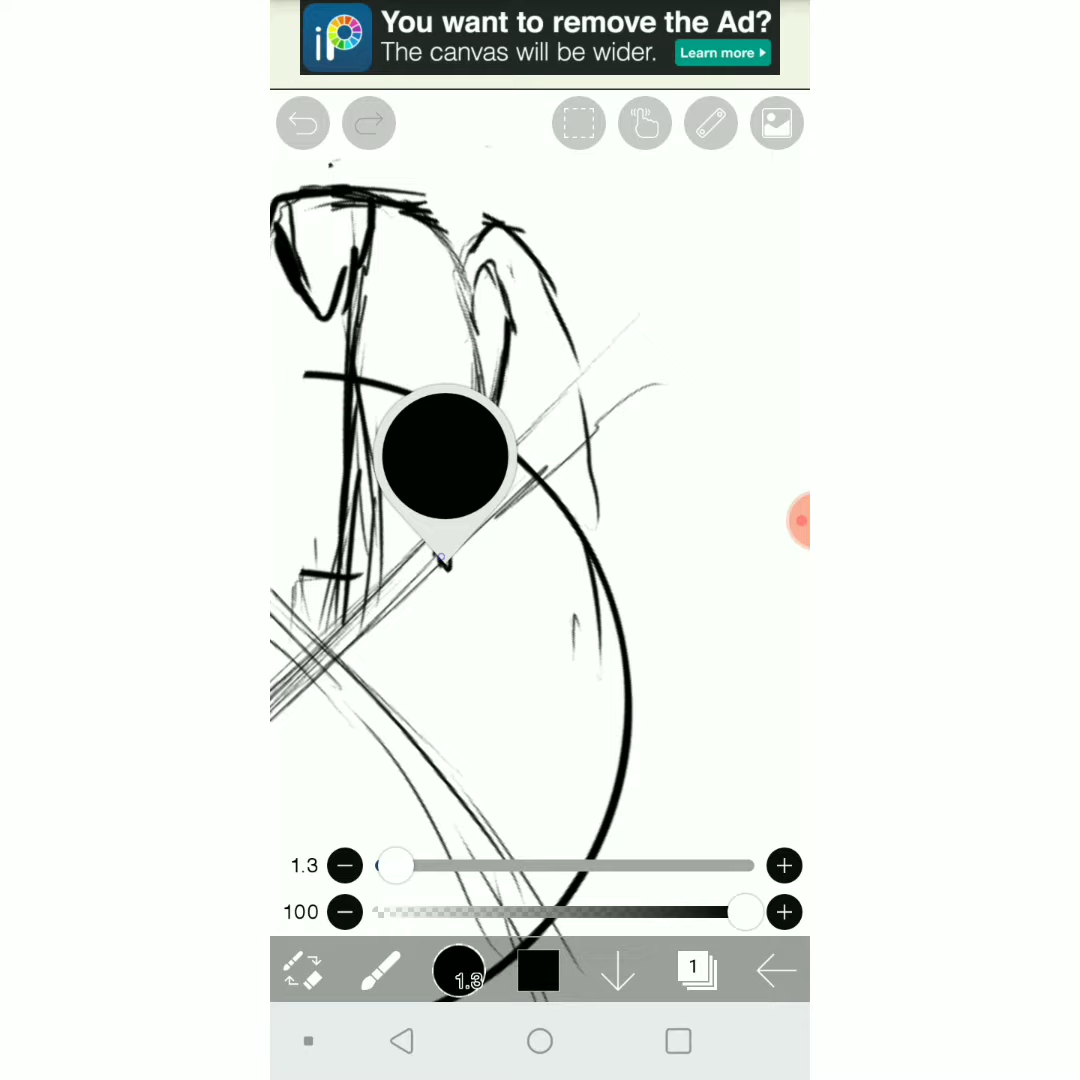 iP
You want to remove the Ad?
The canvas will be wider.
Learn more
1.3
100
1.3
1